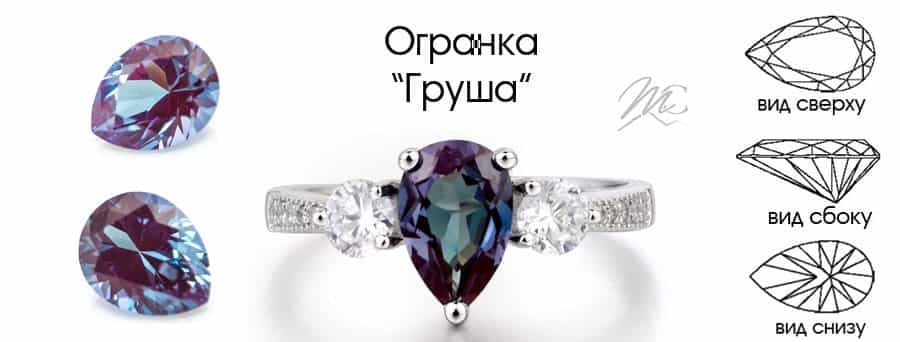 Огранка
“Груша”
вид сверху
вид сбоку
вид снизу